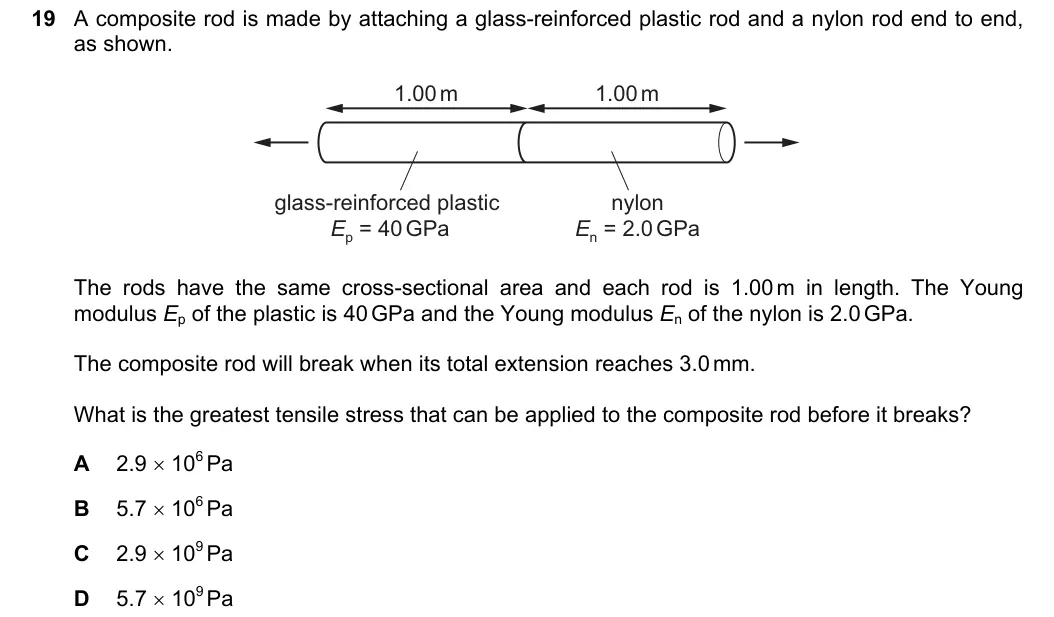 19 A composite rod is made by attaching a glass-reinforced plastic rod and a nylon rod end to end,
as shown.
1.00 m 1.00 m
glass-reinforced plastic nylon
Eₚ = 40 GPa Eₙ = 2.0 GPa
The rods have the same cross-sectional area and each rod is 1.00 m in length. The Young
modulus Eₚ of the plastic is 40 GPa and the Young modulus Eₙ of the nylon is 2.0 GPa.
The composite rod will break when its total extension reaches 3.0 mm.
What is the greatest tensile stress that can be applied to the composite rod before it breaks?
A 2.9 × 10⁶ Pa
B 5.7 × 10⁶ Pa
C 2.9 × 10⁹ Pa
D 5.7 × 10⁹ Pa